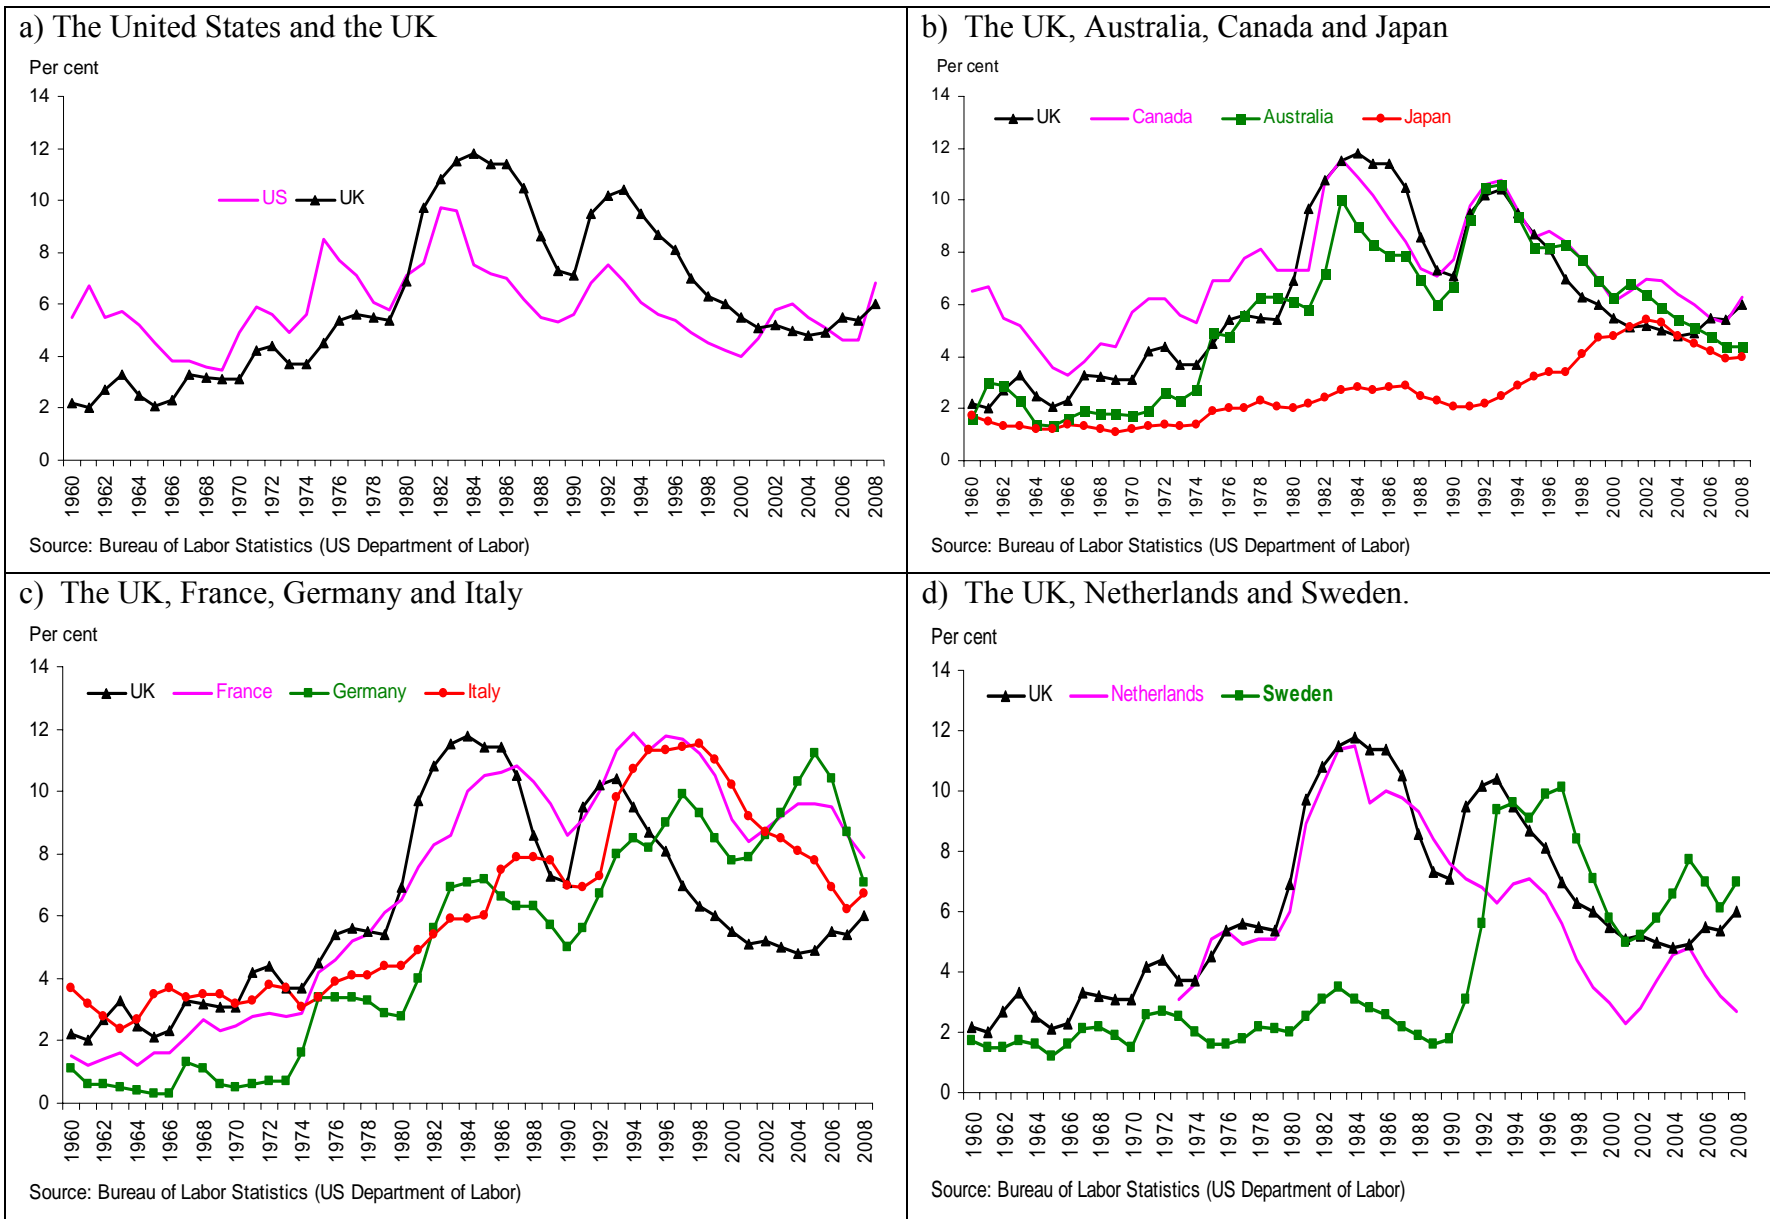 a) The United States and the UK
Per cent
14
12
10
8
6
4
2
0
US UK
1960 1962 1964 1966 1968 1970 1972 1974 1976 1978 1980 1982 1984 1986 1988 1990 1992 1994 1996 1998 2000 2002 2004 2006 2008
Source: Bureau of Labor Statistics (US Department of Labor)
b) The UK, Australia, Canada and Japan
Per cent
14
12
10
8
6
4
2
0
UK Canada Australia Japan
1960 1962 1964 1966 1968 1970 1972 1974 1976 1978 1980 1982 1984 1986 1988 1990 1992 1994 1996 1998 2000 2002 2004 2006 2008
Source: Bureau of Labor Statistics (US Department of Labor)
c) The UK, France, Germany and Italy
Per cent
14
12
10
8
6
4
2
0
UK France Germany Italy
1960 1962 1964 1966 1968 1970 1972 1974 1976 1978 1980 1982 1984 1986 1988 1990 1992 1994 1996 1998 2000 2002 2004 2006 2008
Source: Bureau of Labor Statistics (US Department of Labor)
d) The UK, Netherlands and Sweden.
Per cent
14
12
10
8
6
4
2
0
UK Netherlands Sweden
1960 1962 1964 1966 1968 1970 1972 1974 1976 1978 1980 1982 1984 1986 1988 1990 1992 1994 1996 1998 2000 2002 2004 2006 2008
Source: Bureau of Labor Statistics (US Department of Labor)